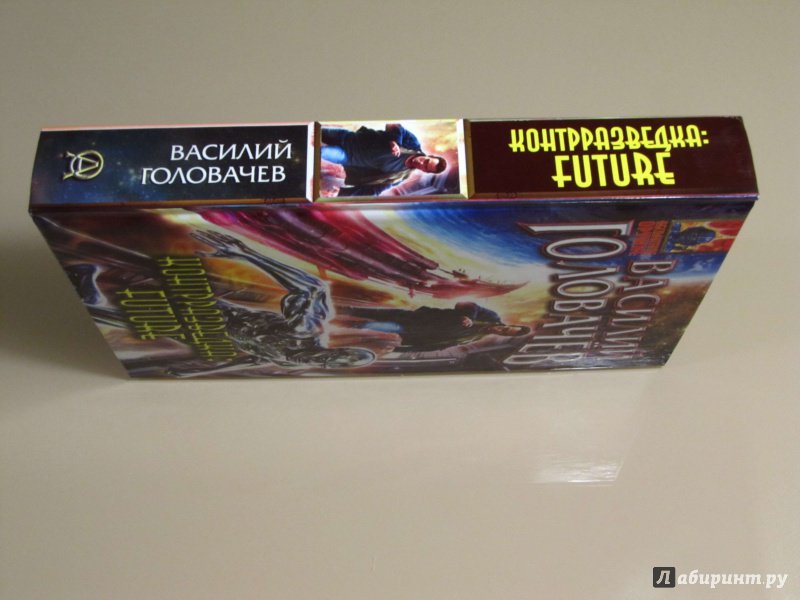 ВАСИЛИЙ
ГОЛОВАЧЕВ
КОНТРРАЗВЕДКА:
FUTURE
ВАСИЛИЙ
ГОЛОВАЧЕВ
КОНТРРАЗВЕДКА:
FUTURE
Лабиринт.ру